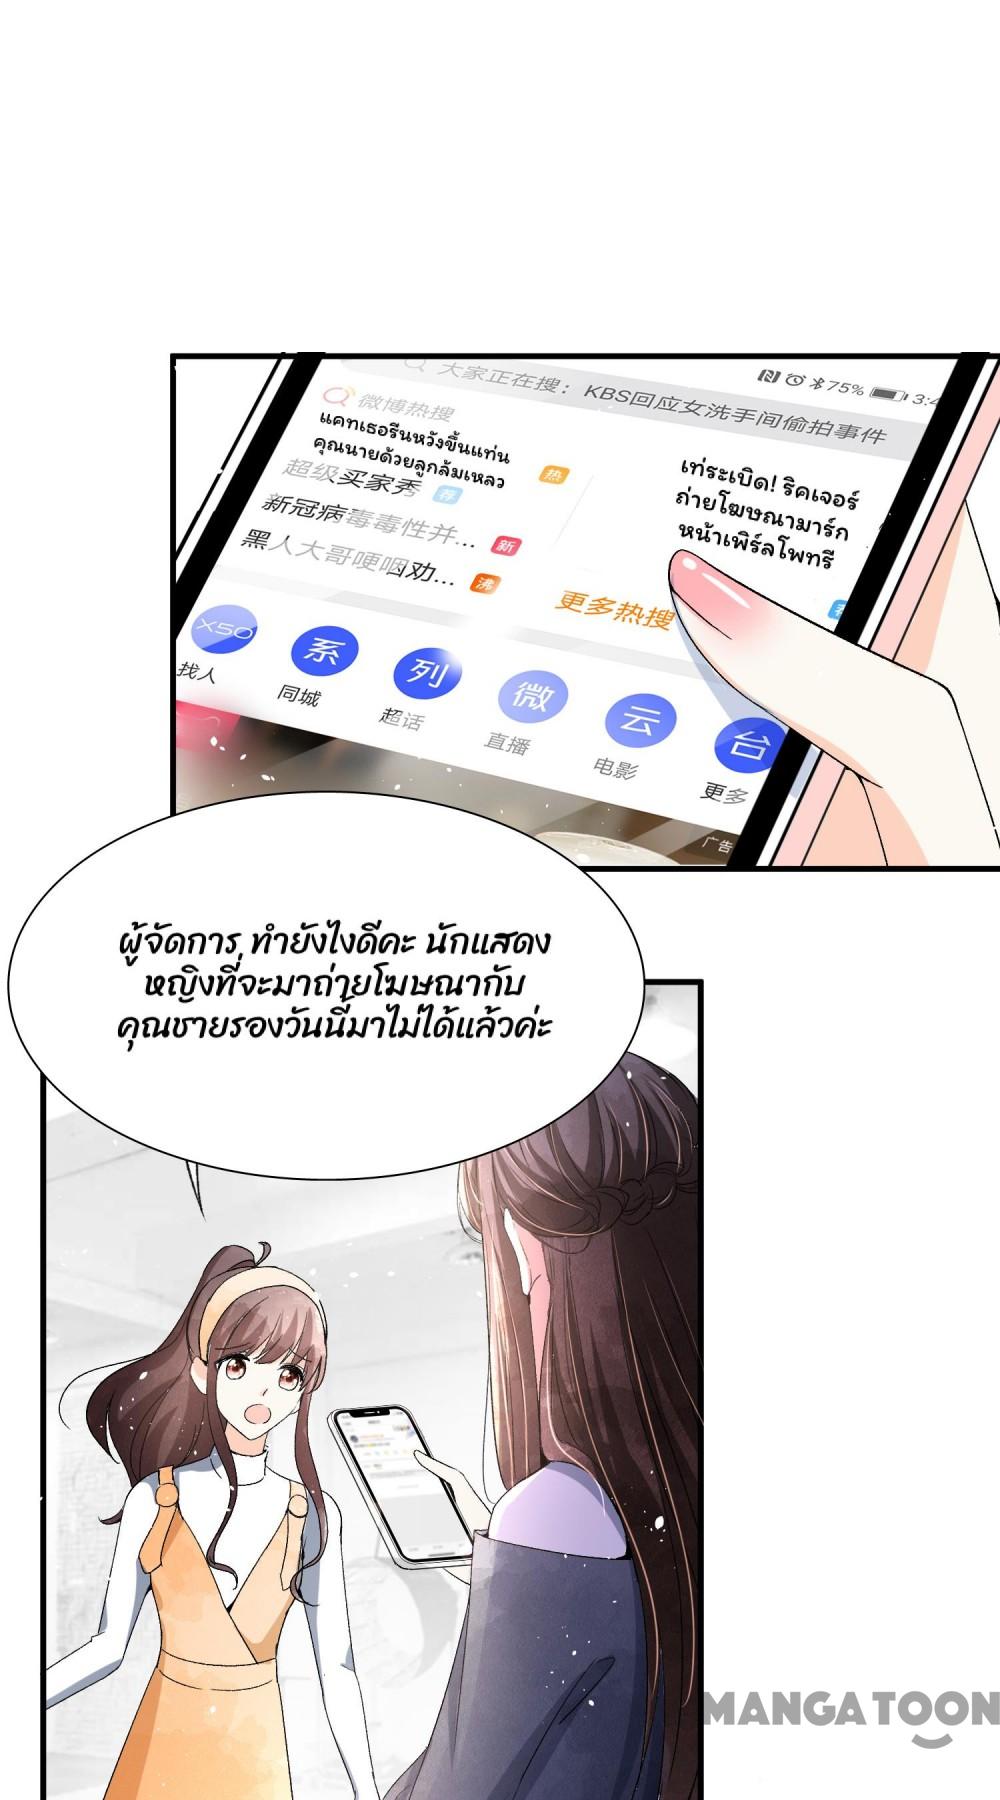 大家正在搜：KBS回应女洗手间偷拍事件
75% 3:4
微博热搜
แคทเธอรีนหวังขึ้นแท่น
คุณนายด้วยลูกล้มเหลว
热
超级买家秀 荐
新冠病毒毒性并... 新
黑人大哥哽咽劝... 沸
เท่ระเบิด! ริคเจอร์
ถ่ายโฆษณามาร์ก
หน้าเพิร์ลโพทรี
更多热搜
X50 系 列 微 云 台
找人 同城 超话 直播 电影 更多
广告
ผู้จัดการ ทำยังไงดีคะ นักแสดง
หญิงที่จะมาถ่ายโฆษณากับ
คุณชายรองวันนี้มาไม่ได้แล้วค่ะ
MANGATOON